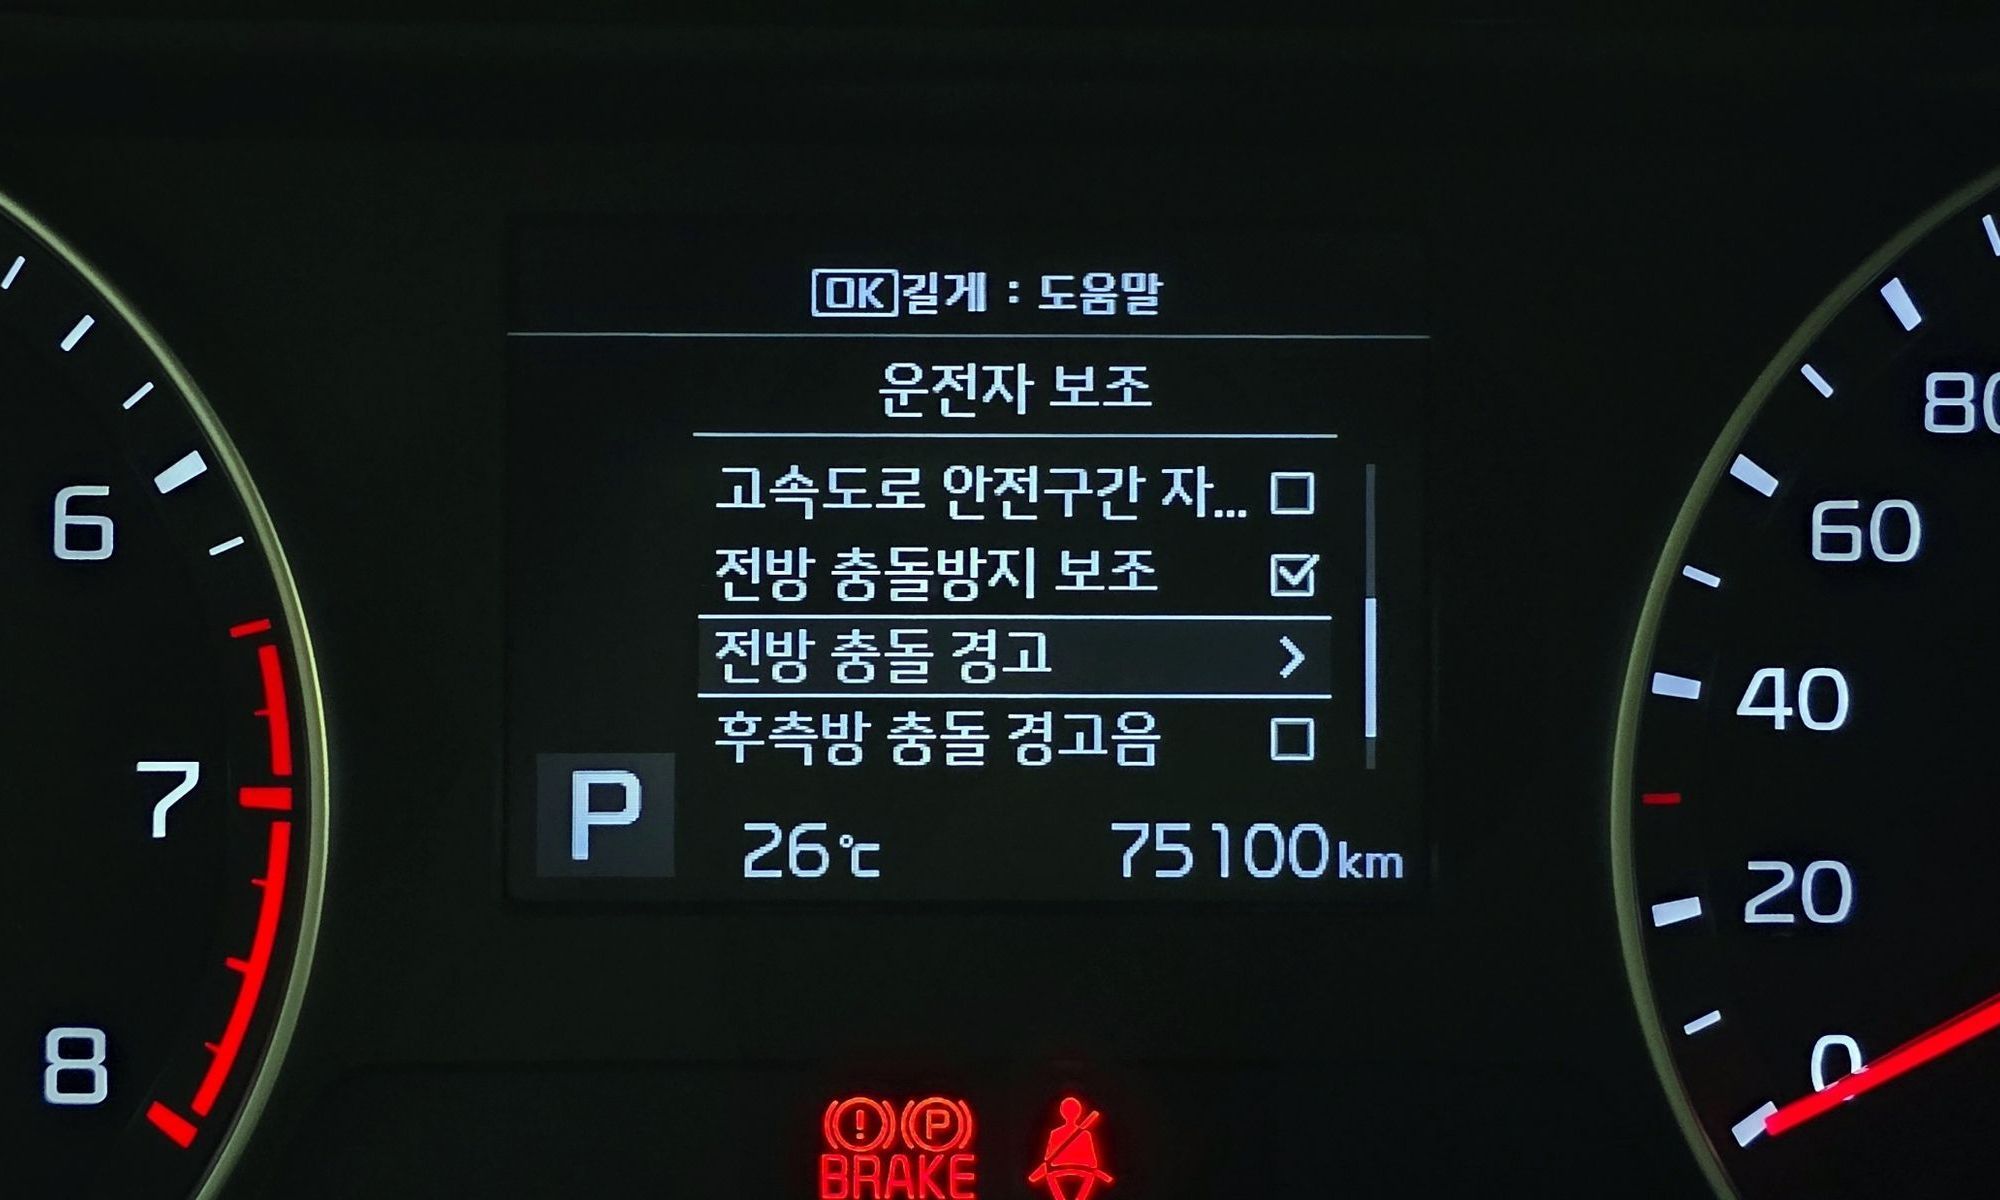 OK길게 : 도움말
운전자 보조
고속도로 안전구간 자...
전방 충돌방지 보조
전방 충돌 경고
후측방 충돌 경고음
P
26℃
75100km
6
7
8
80
60
40
20
0
P
BRAKE